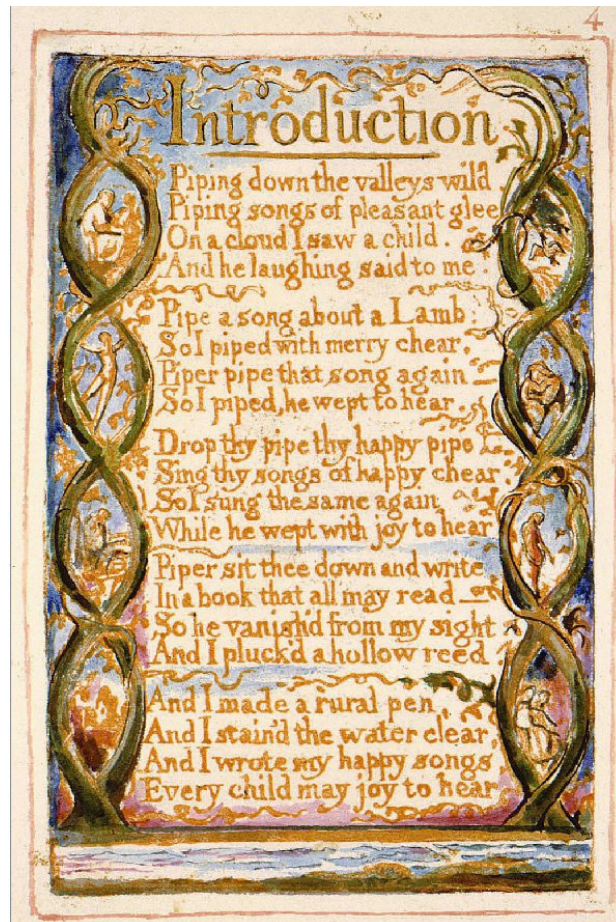 4
Introduction
Piping down the valleys wild
Piping songs of pleasant glee
On a cloud I saw a child.
And he laughing said to me.
Pipe a song about a Lamb:
So I piped with merry chear,
Piper pipe that song again—
So I piped, he wept to hear.
Drop thy pipe thy happy pipe
Sing thy songs of happy chear
So I sung the same again
While he wept with joy to hear
Piper sit thee down and write
In a book that all may read—
So he vanish'd from my sight
And I pluck'd a hollow reed.
And I made a rural pen,
And I stain'd the water clear,
And I wrote my happy songs
Every child may joy to hear